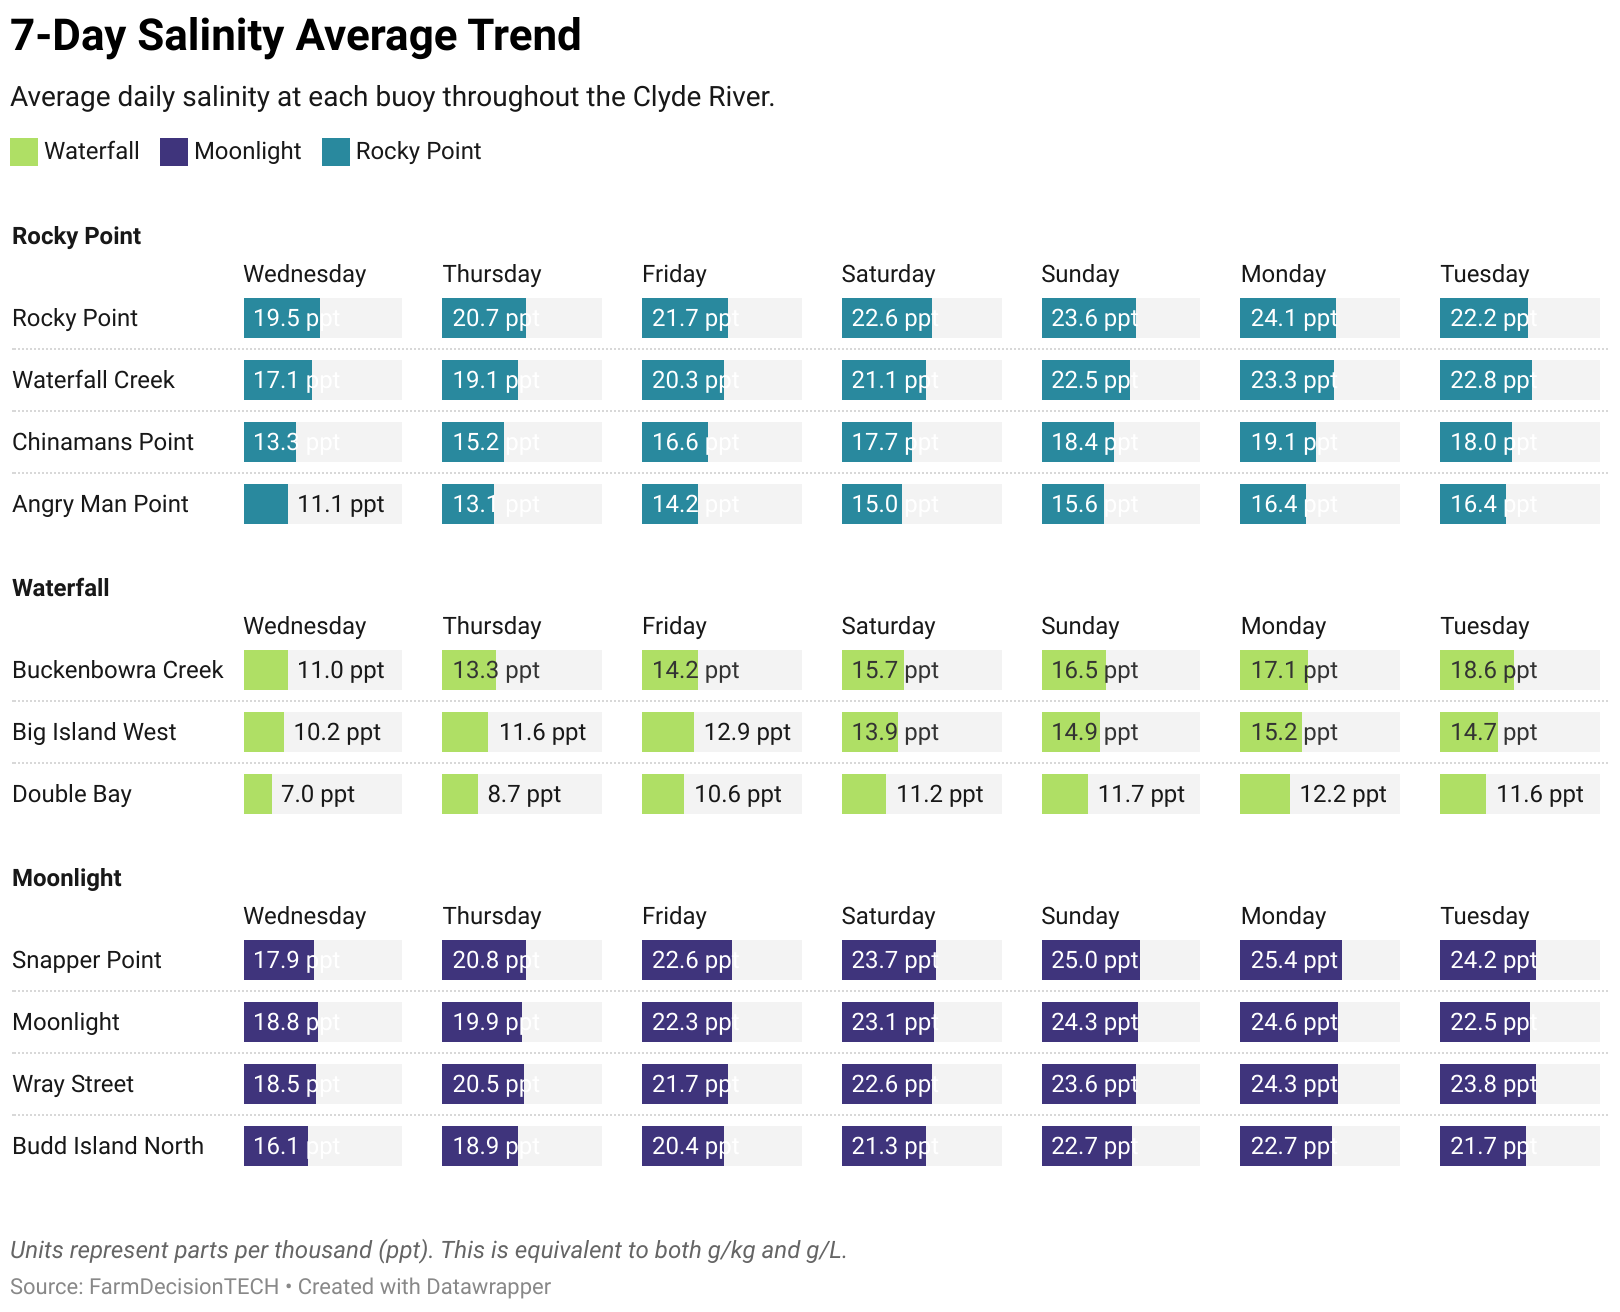 7-Day Salinity Average Trend
Average daily salinity at each buoy throughout the Clyde River.
Waterfall Moonlight Rocky Point
Rocky Point
Wednesday Thursday Friday Saturday Sunday Monday Tuesday
Rocky Point 19.5 ppt 20.7 ppt 21.7 ppt 22.6 ppt 23.6 ppt 24.1 ppt 22.2 ppt
Waterfall Creek 17.1 ppt 19.1 ppt 20.3 ppt 21.1 ppt 22.5 ppt 23.3 ppt 22.8 ppt
Chinamans Point 13.3 ppt 15.2 ppt 16.6 ppt 17.7 ppt 18.4 ppt 19.1 ppt 18.0 ppt
Angry Man Point 11.1 ppt 13.1 ppt 14.2 ppt 15.0 ppt 15.6 ppt 16.4 ppt 16.4 ppt
Waterfall
Wednesday Thursday Friday Saturday Sunday Monday Tuesday
Buckenbowra Creek 11.0 ppt 13.3 ppt 14.2 ppt 15.7 ppt 16.5 ppt 17.1 ppt 18.6 ppt
Big Island West 10.2 ppt 11.6 ppt 12.9 ppt 13.9 ppt 14.9 ppt 15.2 ppt 14.7 ppt
Double Bay 7.0 ppt 8.7 ppt 10.6 ppt 11.2 ppt 11.7 ppt 12.2 ppt 11.6 ppt
Moonlight
Wednesday Thursday Friday Saturday Sunday Monday Tuesday
Snapper Point 17.9 ppt 20.8 ppt 22.6 ppt 23.7 ppt 25.0 ppt 25.4 ppt 24.2 ppt
Moonlight 18.8 ppt 19.9 ppt 22.3 ppt 23.1 ppt 24.3 ppt 24.6 ppt 22.5 ppt
Wray Street 18.5 ppt 20.5 ppt 21.7 ppt 22.6 ppt 23.6 ppt 24.3 ppt 23.8 ppt
Budd Island North 16.1 ppt 18.9 ppt 20.4 ppt 21.3 ppt 22.7 ppt 22.7 ppt 21.7 ppt
Units represent parts per thousand (ppt). This is equivalent to both g/kg and g/L.
Source: FarmDecisionTECH • Created with Datawrapper